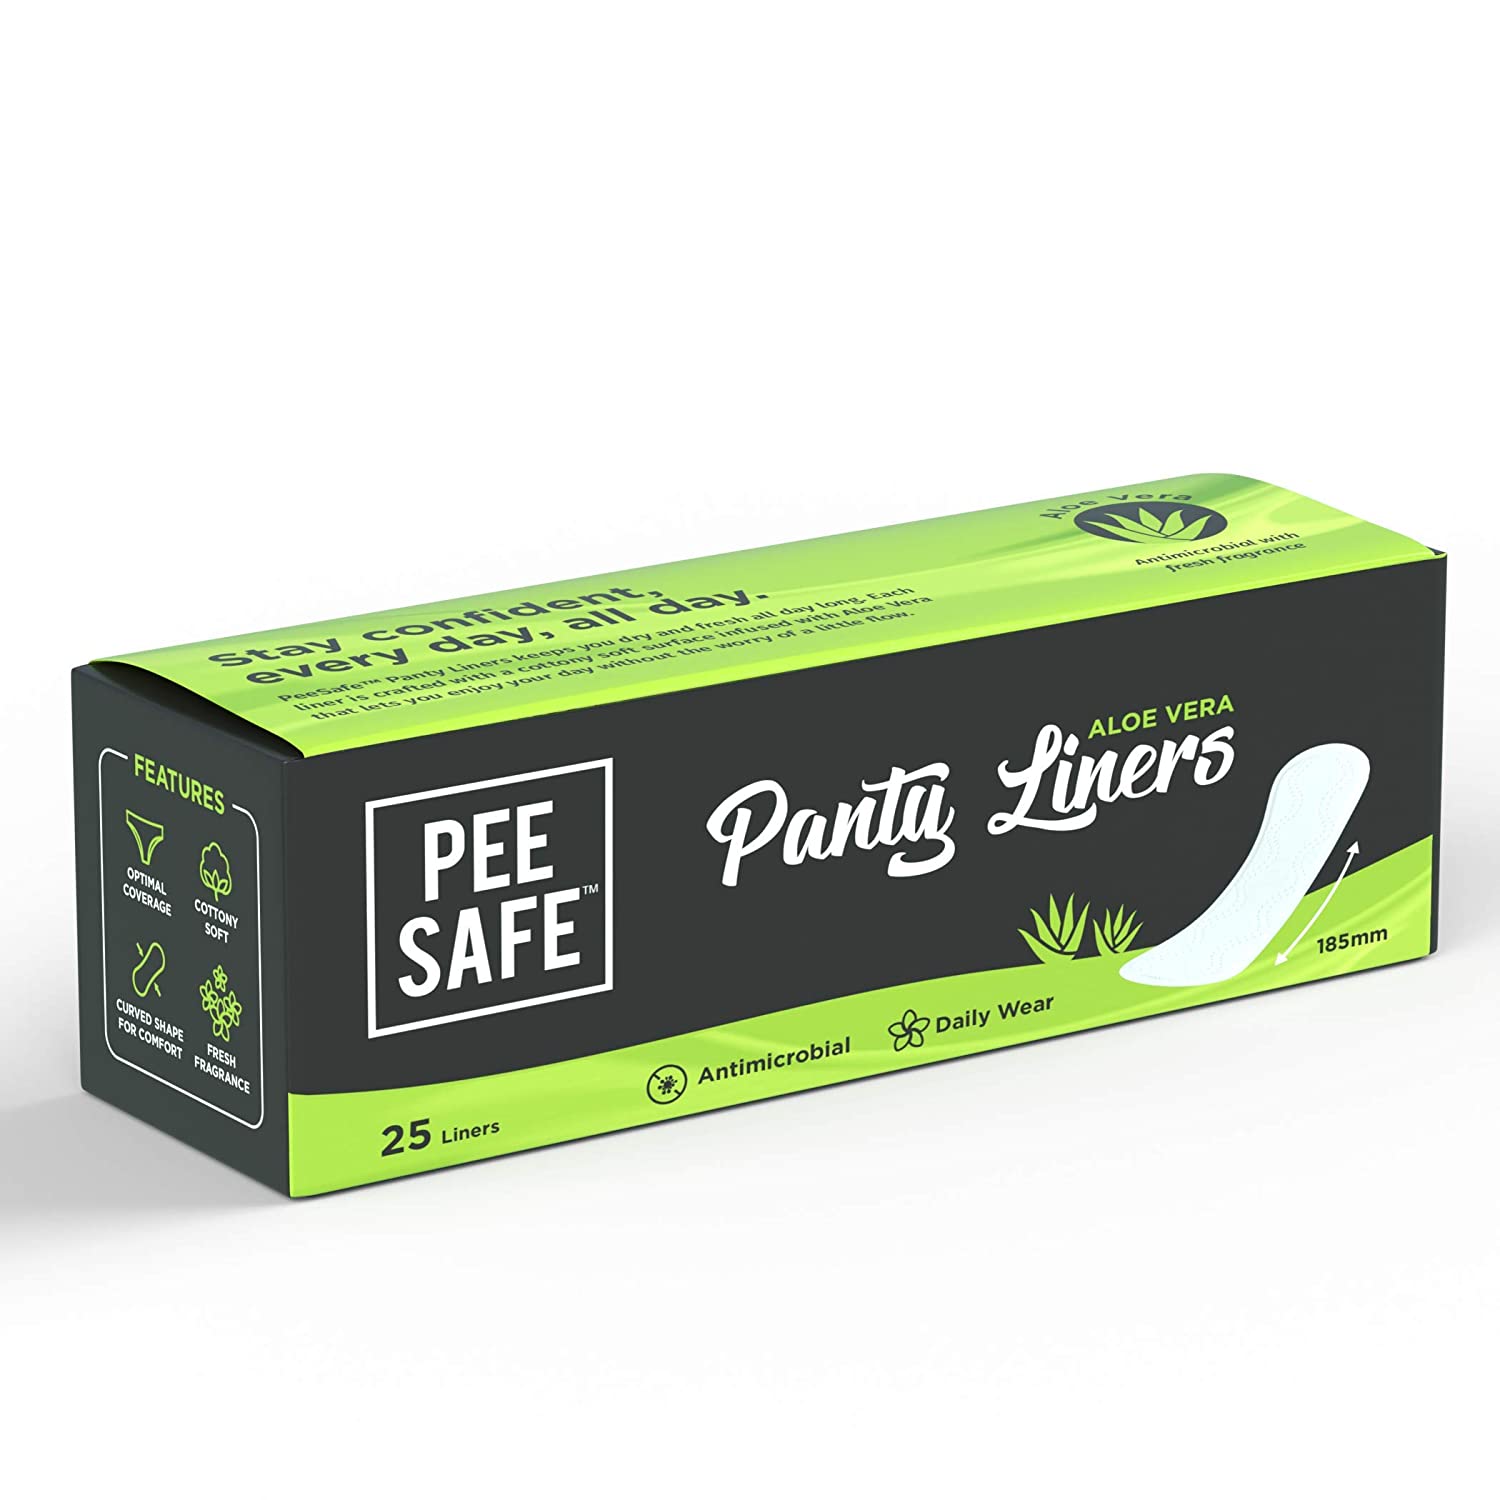 Aloe Vera
Antimicrobial with
fresh fragrance
Stay confident,
every day, all day.
PeeSafe™ Panty Liners keeps you dry and fresh all day long. Each
liner is crafted with a cottony soft surface infused with Aloe Vera
that lets you enjoy your day without the worry of a little flow.
FEATURES
OPTIMAL
COVERAGE
COTTONY
SOFT
CURVED SHAPE
FOR COMFORT
FRESH
FRAGRANCE
PEE
SAFE™
ALOE VERA
Panty Liners
185mm
Daily Wear
Antimicrobial
25 Liners